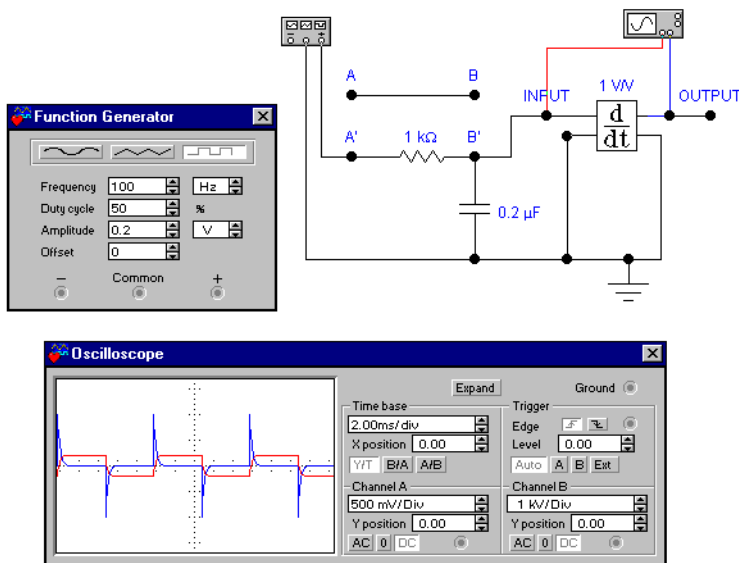 A B
INPUT 1 V/V OUTPUT
d
dt
A' 1 kΩ B'
0.2 µF
Function Generator
Frequency 100 Hz
Duty cycle 50 %
Amplitude 0.2 V
Offset 0
− Common +
Oscilloscope
Expand Ground
Time base
2.00ms/div
X position 0.00
Y/T B/A A/B
Trigger
Edge
Level 0.00
Auto A B Ext
Channel A
500 mV/Div
Y position 0.00
AC 0 DC
Channel B
1 kV/Div
Y position 0.00
AC 0 DC